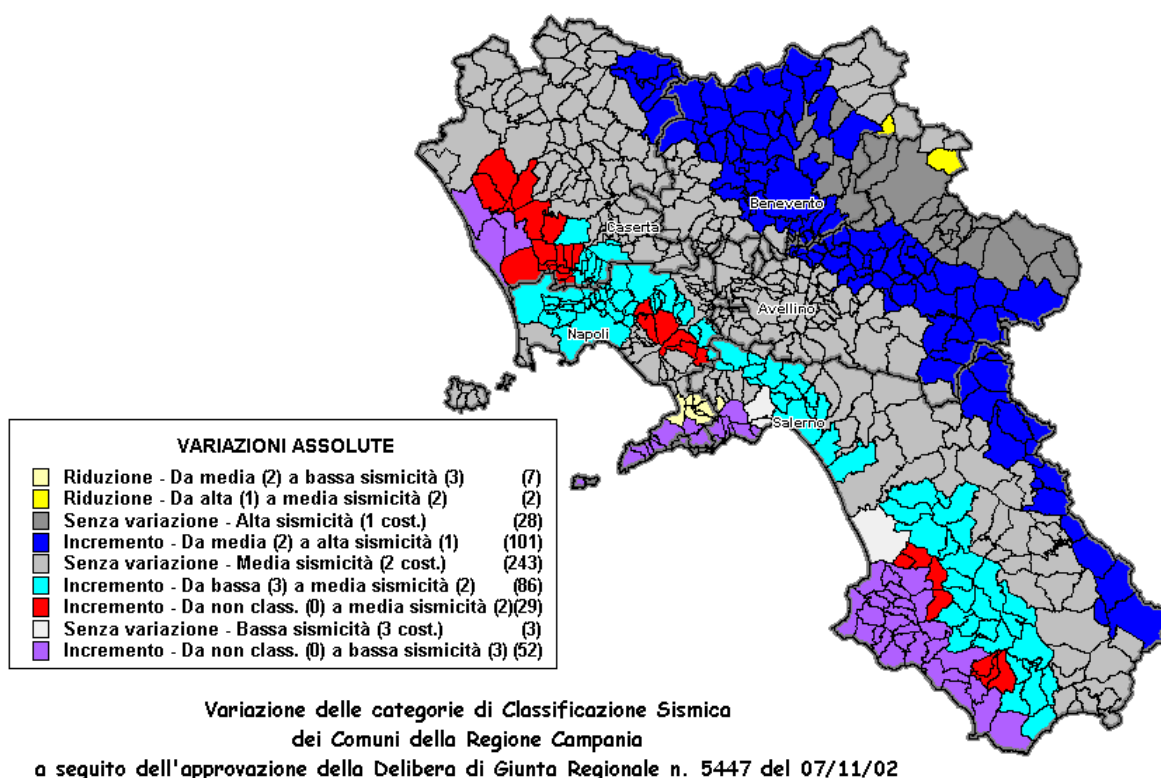 Benevento
Caserta
Avellino
Napoli
Salerno
VARIAZIONI ASSOLUTE
Riduzione - Da media (2) a bassa sismicità (3) (7)
Riduzione - Da alta (1) a media sismicità (2) (2)
Senza variazione - Alta sismicità (1 cost.) (28)
Incremento - Da media (2) a alta sismicità (1) (101)
Senza variazione - Media sismicità (2 cost.) (243)
Incremento - Da bassa (3) a media sismicità (2) (86)
Incremento - Da non class. (0) a media sismicità (2)(29)
Senza variazione - Bassa sismicità (3 cost.) (3)
Incremento - Da non class. (0) a bassa sismicità (3) (52)
Variazione delle categorie di Classificazione Sismica
dei Comuni della Regione Campania
a seguito dell'approvazione della Delibera di Giunta Regionale n. 5447 del 07/11/02